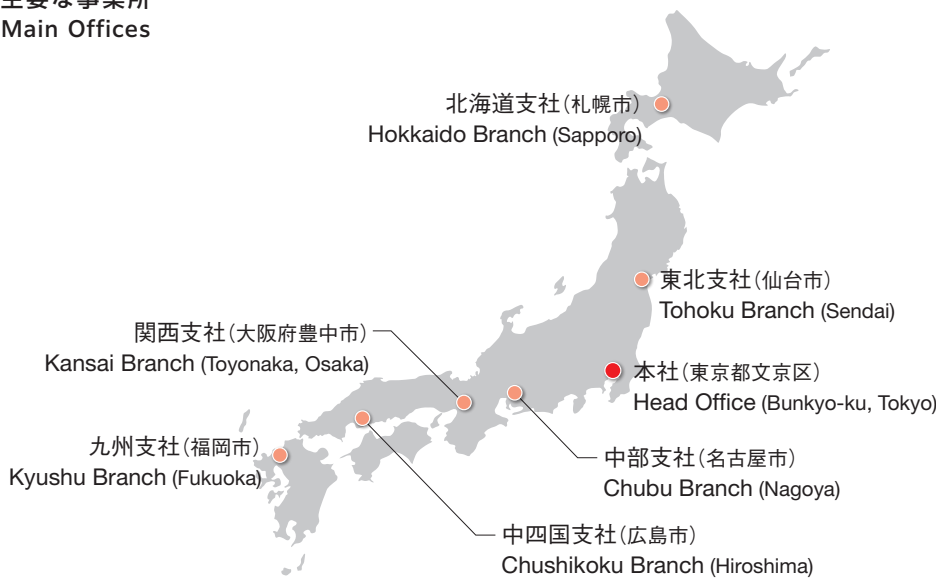 主要な事業所
Main Offices
北海道支社（札幌市）
Hokkaido Branch (Sapporo)
東北支社（仙台市）
Tohoku Branch (Sendai)
関西支社（大阪府豊中市）
Kansai Branch (Toyonaka, Osaka)
本社（東京都文京区）
Head Office (Bunkyo-ku, Tokyo)
九州支社（福岡市）
Kyushu Branch (Fukuoka)
中部支社（名古屋市）
Chubu Branch (Nagoya)
中四国支社（広島市）
Chushikoku Branch (Hiroshima)